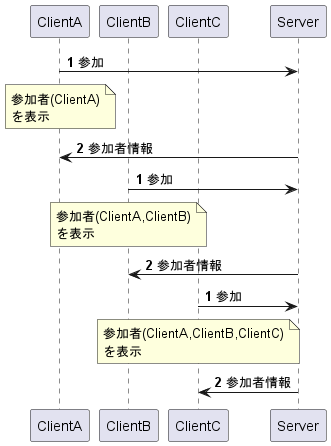 ClientA ClientB ClientC Server
1 参加
参加者(ClientA)
を表示
2 参加者情報
1 参加
参加者(ClientA,ClientB)
を表示
2 参加者情報
1 参加
参加者(ClientA,ClientB,ClientC)
を表示
2 参加者情報
ClientA ClientB ClientC Server